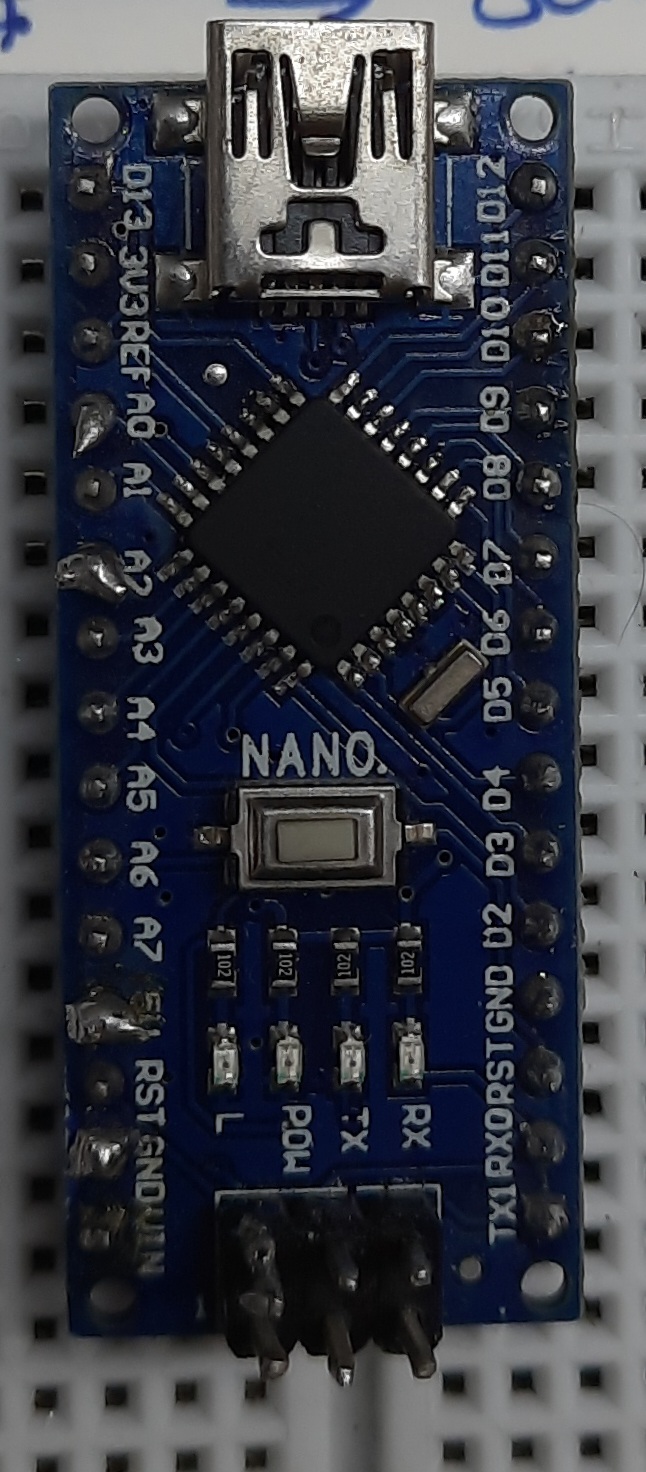 D13
3V3
REF
A0
A1
A2
A3
A4
A5
A6
A7
RST
GND
VIN
D12
D11
D10
D9
D8
D7
D6
D5
D4
D3
D2
GND
RST
RX0
TX1
NANO.
102 102 102 102
L POW TX RX